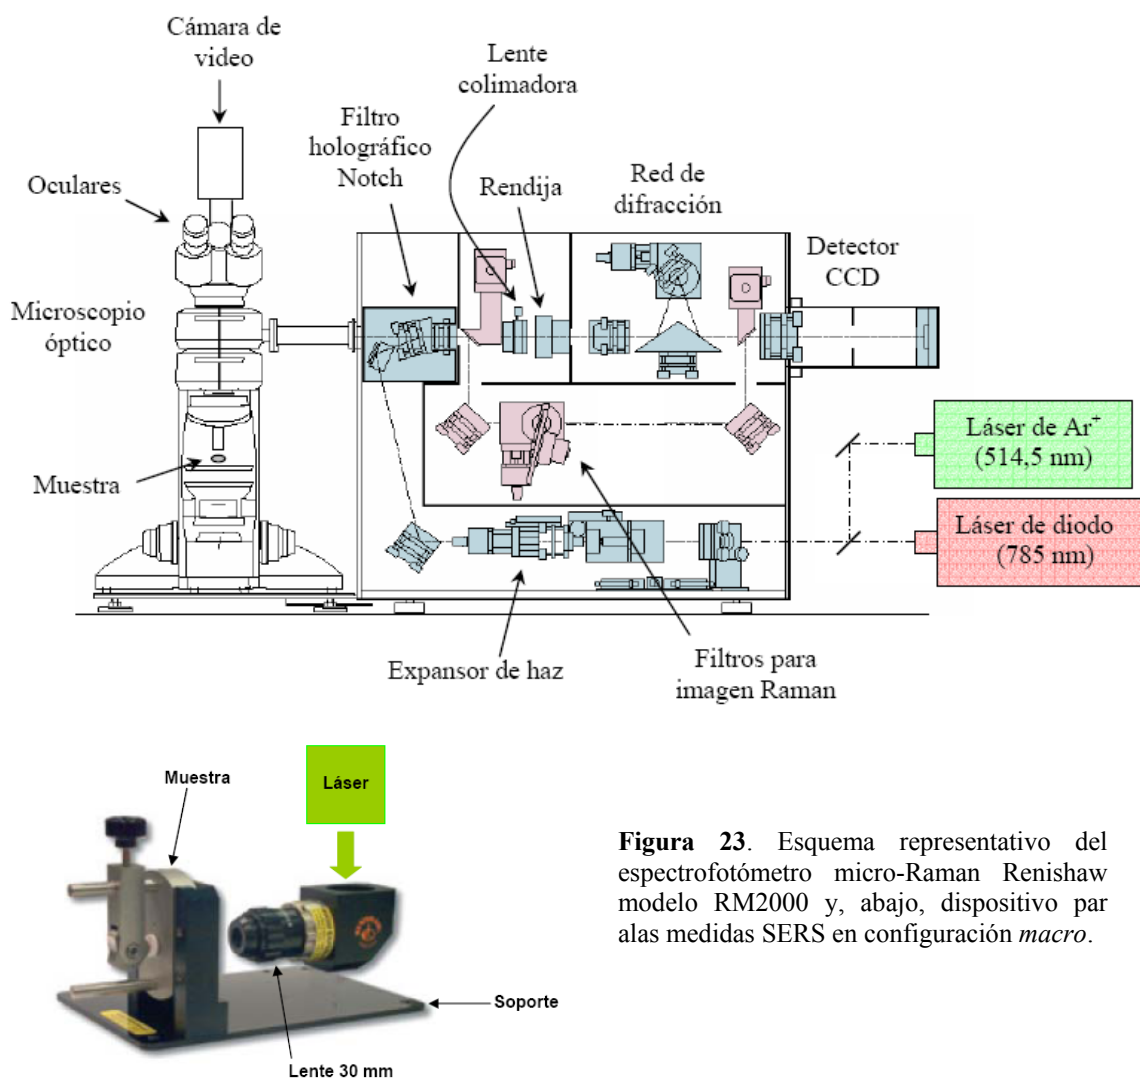 Cámara de
video
Lente
colimadora
Filtro
holográfico
Notch
Oculares
Rendija
Red de
difracción
Detector
CCD
Microscopio
óptico
Láser de Ar⁺
(514,5 nm)
Muestra
Láser de diodo
(785 nm)
Expansor de haz
Filtros para
imagen Raman
Láser
Muestra
Soporte
Lente 30 mm
Figura 23. Esquema representativo del
espectrofotómetro micro-Raman Renishaw
modelo RM2000 y, abajo, dispositivo par
alas medidas SERS en configuración macro.